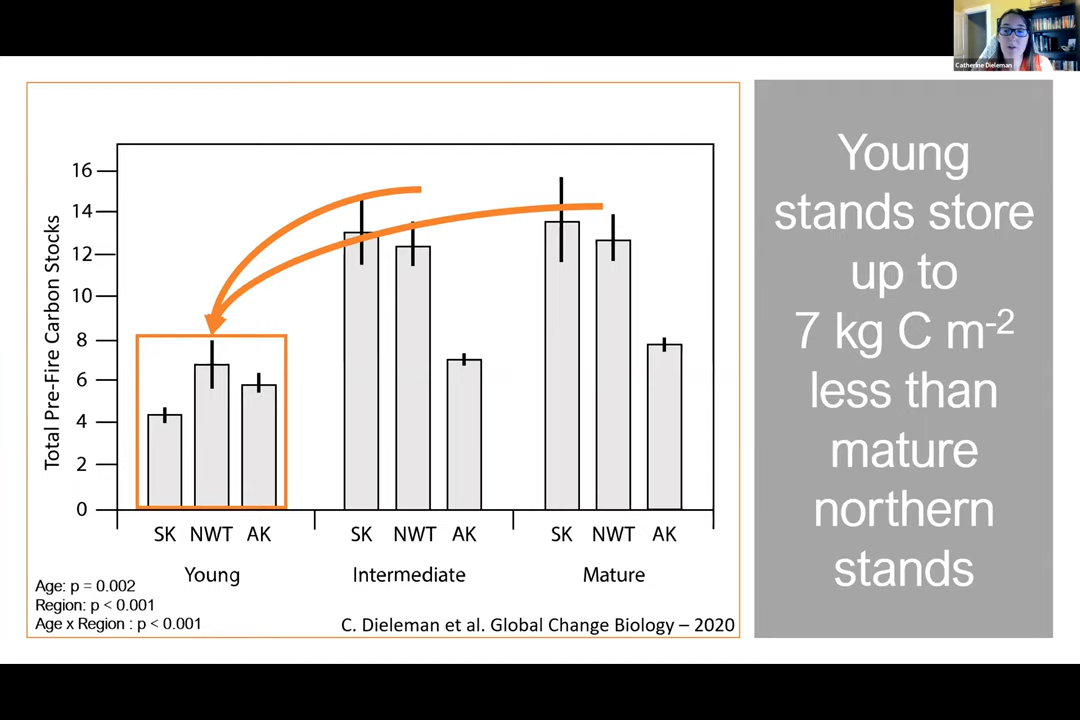 Catherine Dieleman
Total Pre-Fire Carbon Stocks
16
14
12
10
8
6
4
2
0
SK NWT AK SK NWT AK SK NWT AK
Young Intermediate Mature
Age: p = 0.002
Region: p < 0.001
Age x Region : p < 0.001
C. Dieleman et al. Global Change Biology – 2020
Young
stands store
up to
7 kg C m-2
less than
mature
northern
stands